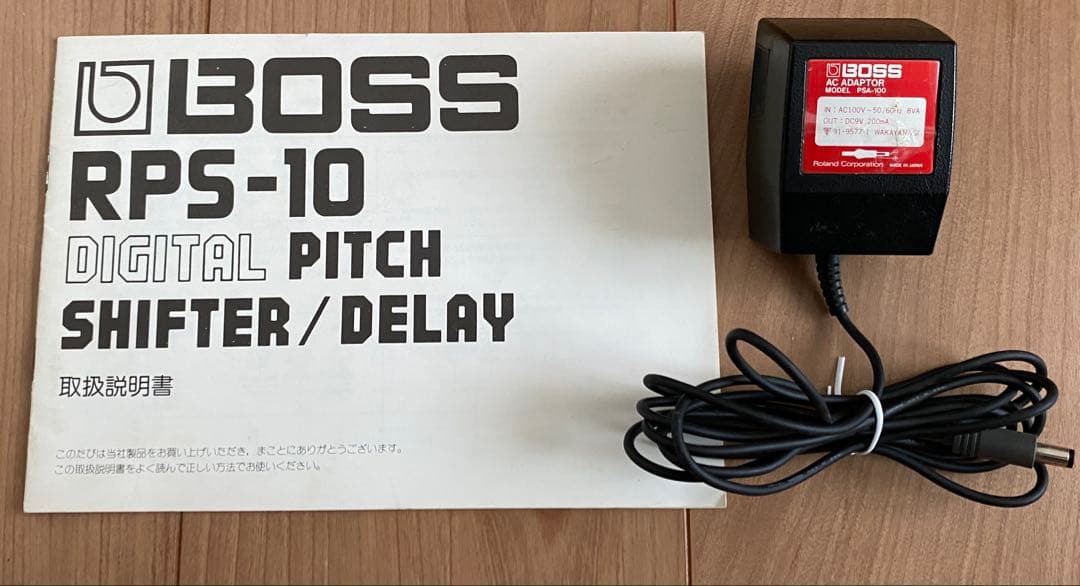 BOSS
RPS-10
DIGITAL PITCH
SHIFTER/DELAY
取扱説明書
このたびは当社製品をお買い上げいただき、まことにありがとうございます。
この取扱説明書をよく読んで正しい方法でお使いください。
BOSS
AC ADAPTOR
MODEL PSA-100
IN : AC100V~50/60Hz 8VA
OUT : DC9V 200mA
91-9577
Roland Corporation MADE IN JAPAN